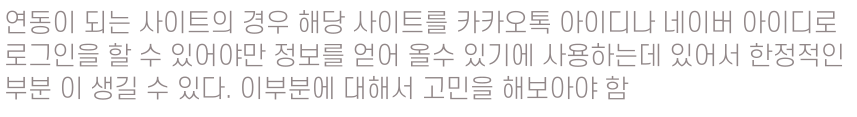 연동이 되는 사이트의 경우 해당 사이트를 카카오톡 아이디나 네이버 아이디로
로그인을 할 수 있어야만 정보를 얻어 올수 있기에 사용하는데 있어서 한정적인
부분 이 생길 수 있다. 이부분에 대해서 고민을 해보아야 함